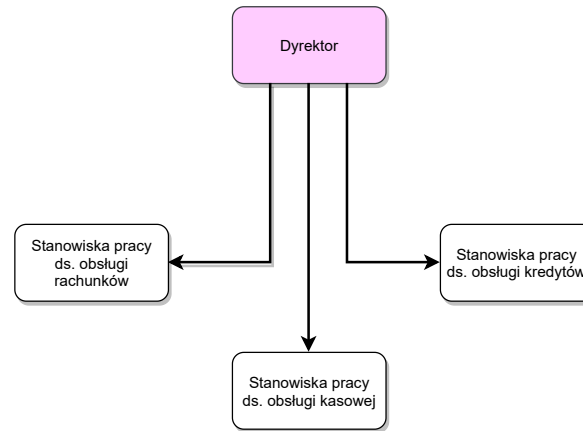 Dyrektor
Stanowiska pracy
ds. obsługi
rachunków
Stanowiska pracy
ds. obsługi kredytów
Stanowiska pracy
ds. obsługi kasowej